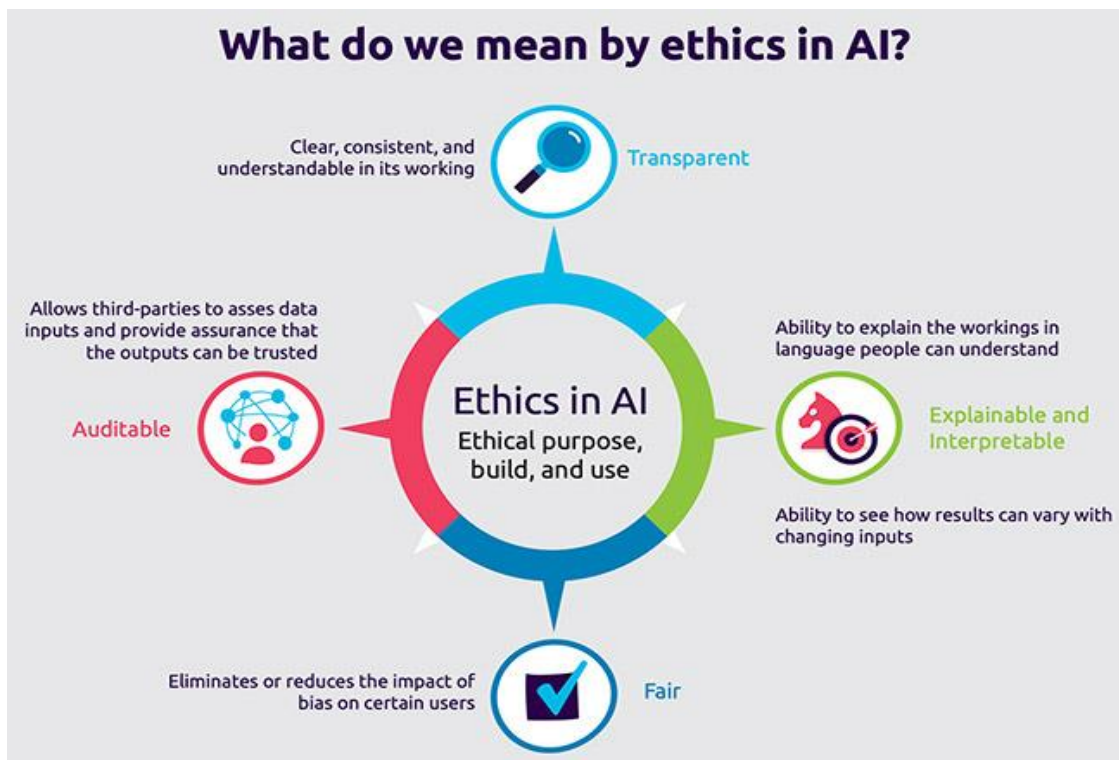 What do we mean by ethics in AI?
Clear, consistent, and
understandable in its working
Transparent
Allows third-parties to asses data
inputs and provide assurance that
the outputs can be trusted
Auditable
Ethics in AI
Ethical purpose,
build, and use
Ability to explain the workings in
language people can understand
Explainable and
Interpretable
Ability to see how results can vary with
changing inputs
Eliminates or reduces the impact of
bias on certain users
Fair